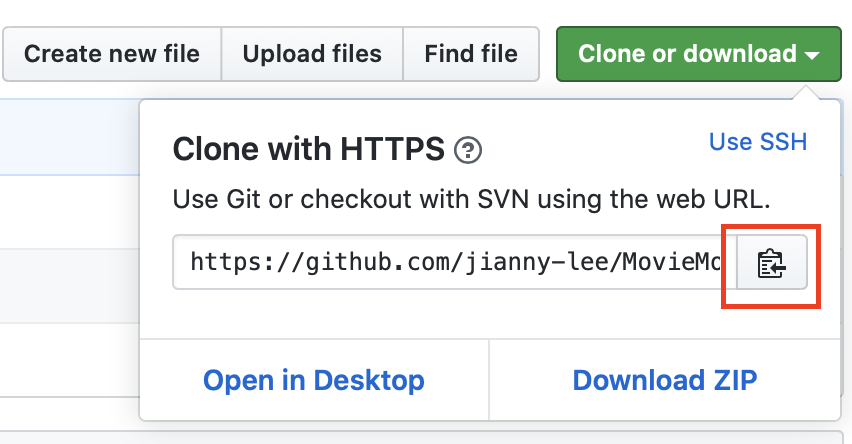 Create new file Upload files Find file Clone or download
Clone with HTTPS ?
Use SSH
Use Git or checkout with SVN using the web URL.
https://github.com/jianny-lee/MovieMo
Open in Desktop Download ZIP